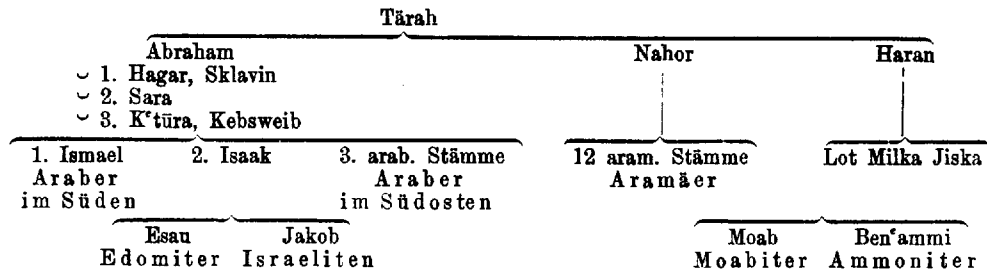 Tärah
Abraham Nahor Haran
⌣ 1. Hagar, Sklavin
⌣ 2. Sara
⌣ 3. Kᵉtūra, Kebsweib
1. Ismael 2. Isaak 3. arab. Stämme 12 aram. Stämme Lot Milka Jiska
Araber Araber Aramäer
im Süden im Südosten
Esau Jakob Moab Benʿammi
Edomiter Israeliten Moabiter Ammoniter